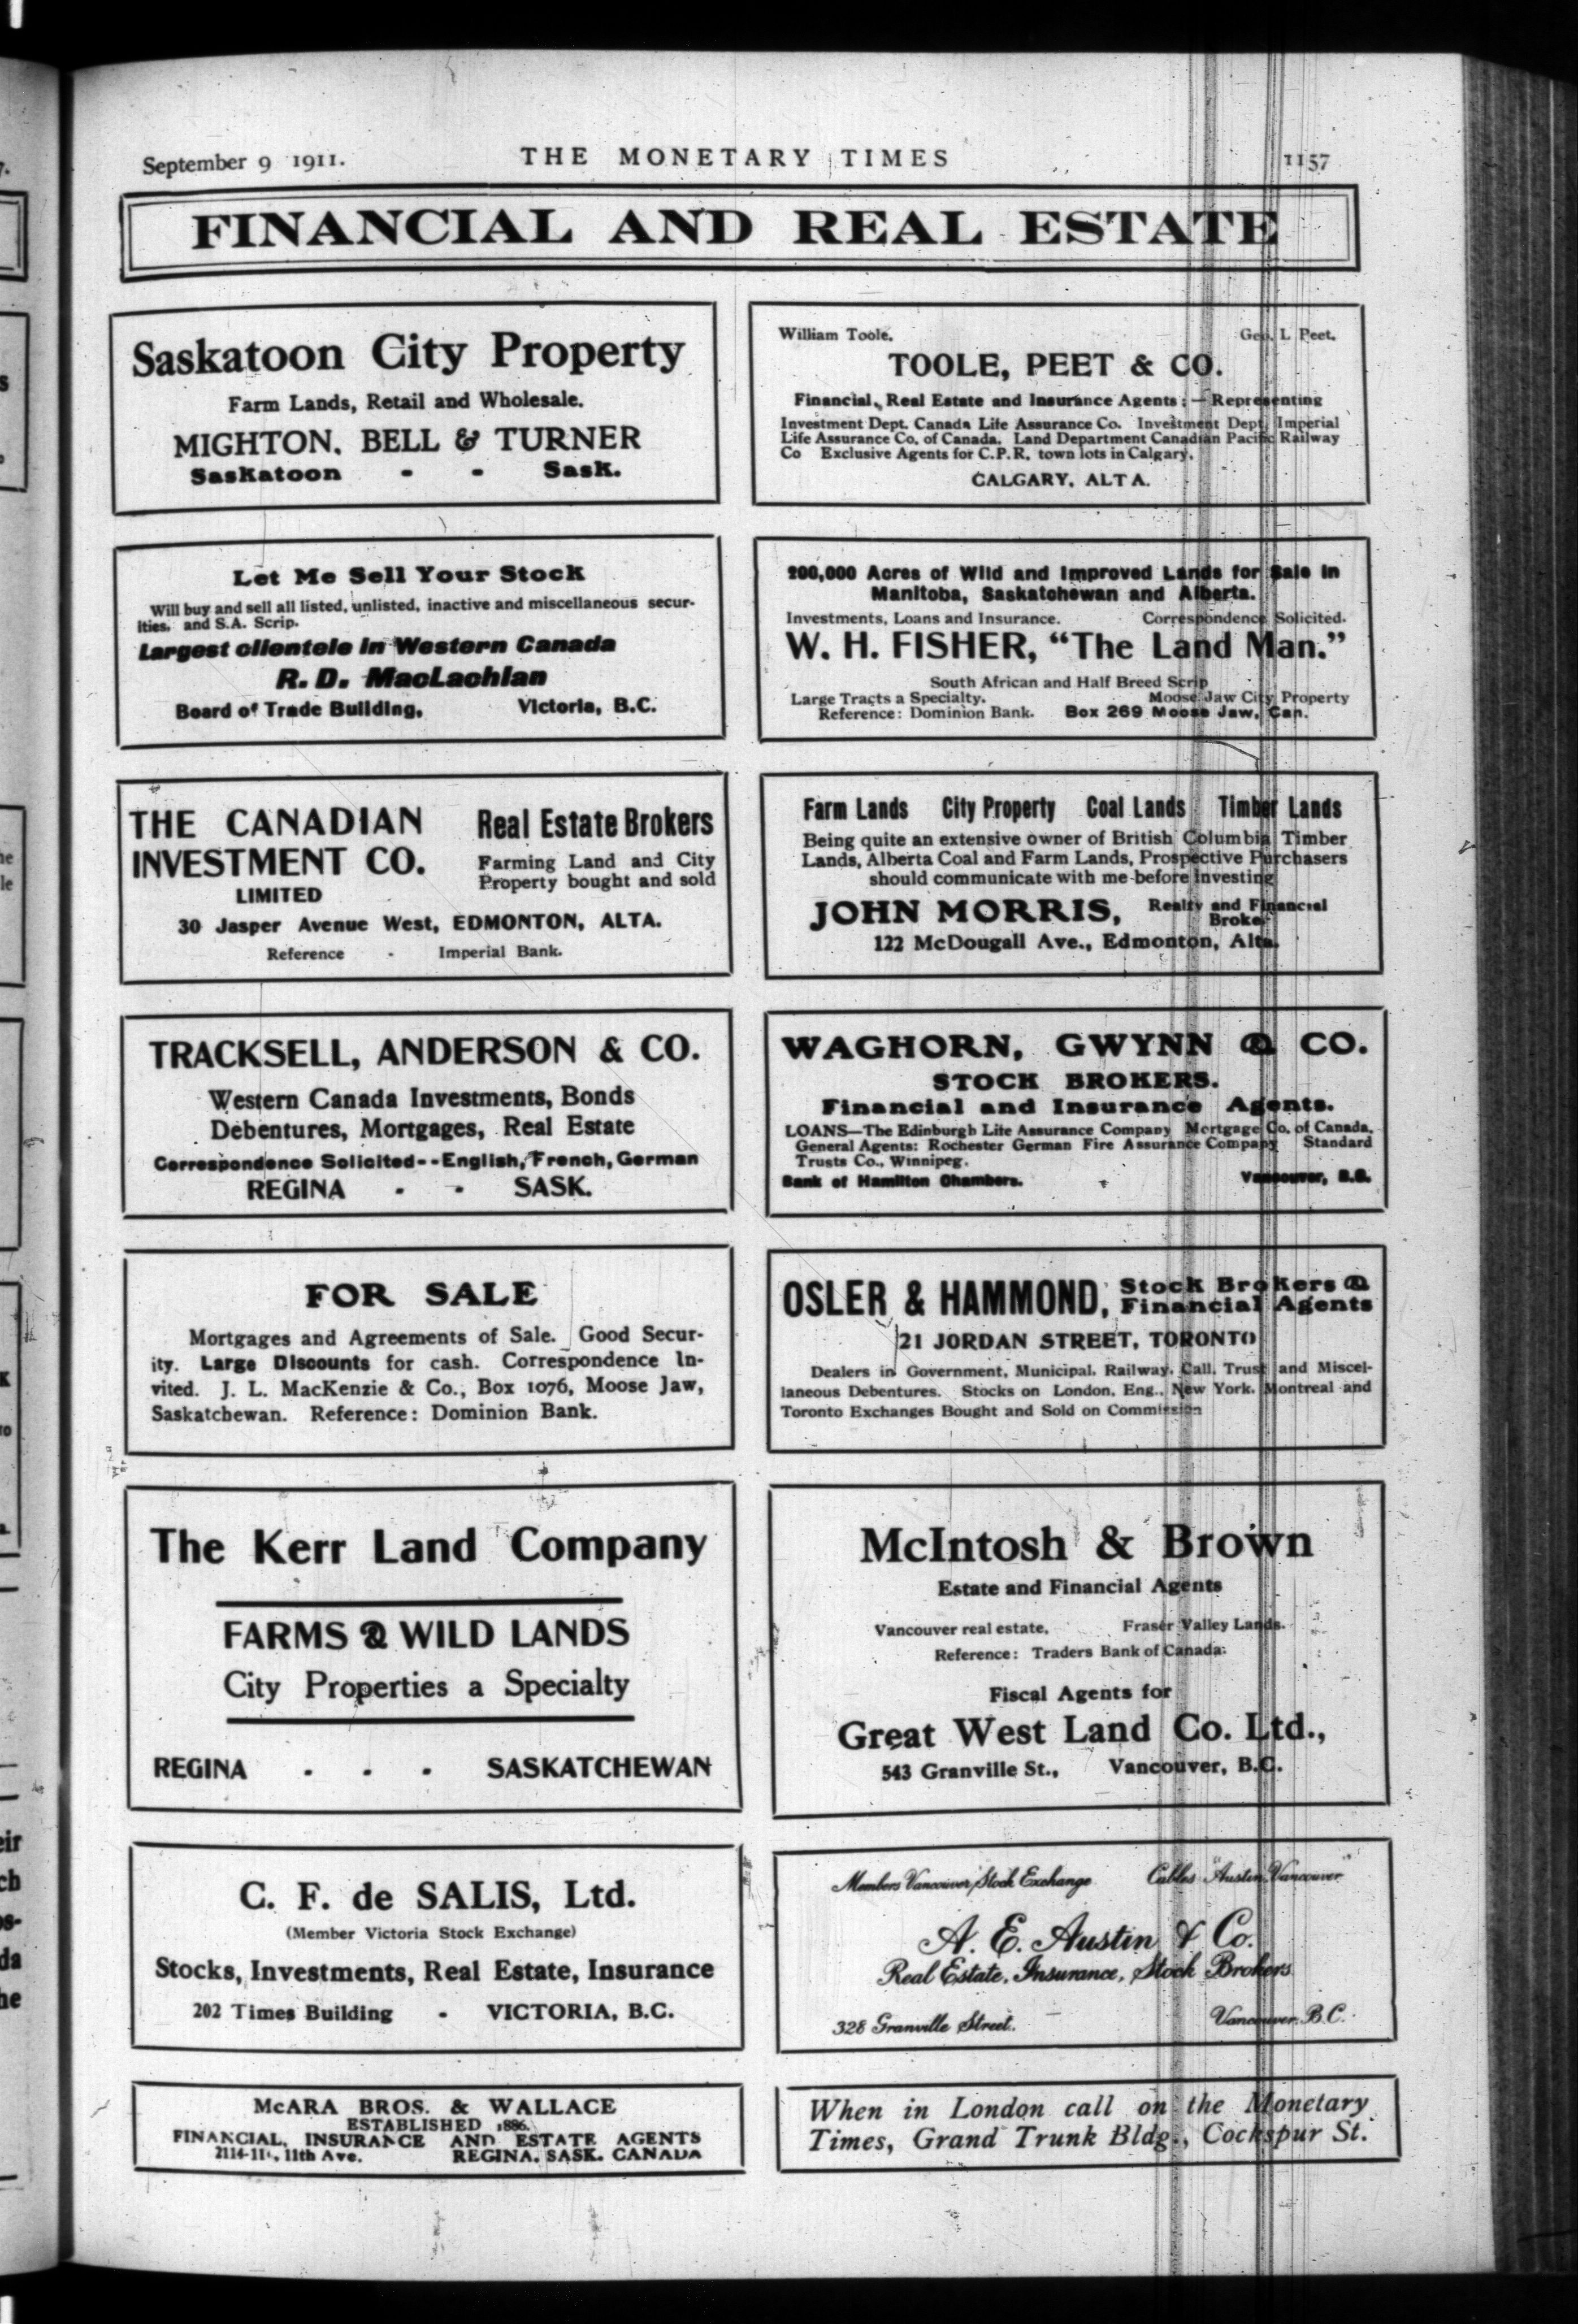 September 9 1911.
THE MONETARY TIMES
1157
FINANCIAL AND REAL ESTATE
Saskatoon City Property
Farm Lands, Retail and Wholesale.
MIGHTON, BELL & TURNER
Saskatoon - - Sask.
William Toole. Geo. L Peet.
TOOLE, PEET & CO.
Financial, Real Estate and Insurance Agents;—Representing
Investment Dept. Canada Life Assurance Co. Investment Dept. Imperial
Life Assurance Co. of Canada. Land Department Canadian Pacific Railway
Co Exclusive Agents for C.P.R. town lots in Calgary.
CALGARY, ALTA.
Let Me Sell Your Stock
Will buy and sell all listed, unlisted, inactive and miscellaneous secur-
ities, and S.A. Scrip.
Largest clientele in Western Canada
R. D. MacLachlan
Board of Trade Building, Victoria, B.C.
200,000 Acres of Wild and Improved Lands for Sale in
Manitoba, Saskatchewan and Alberta.
Investments, Loans and Insurance. Correspondence Solicited.
W. H. FISHER, "The Land Man."
South African and Half Breed Scrip
Large Tracts a Specialty. Moose Jaw City Property
Reference: Dominion Bank. Box 269 Moose Jaw, Can.
THE CANADIAN
INVESTMENT CO.
LIMITED
Real Estate Brokers
Farming Land and City
Property bought and sold
30 Jasper Avenue West, EDMONTON, ALTA.
Reference - Imperial Bank.
Farm Lands City Property Coal Lands Timber Lands
Being quite an extensive owner of British Columbia Timber
Lands, Alberta Coal and Farm Lands, Prospective Purchasers
should communicate with me before investing
JOHN MORRIS, Realty and Financial
Broker
122 McDougall Ave., Edmonton, Alta.
TRACKSELL, ANDERSON & CO.
Western Canada Investments, Bonds
Debentures, Mortgages, Real Estate
Correspondence Solicited--English, French, German
REGINA - - SASK.
WAGHORN, GWYNN & CO.
STOCK BROKERS.
Financial and Insurance Agents.
LOANS—The Edinburgh Life Assurance Company Mortgage Co. of Canada.
General Agents: Rochester German Fire Assurance Company Standard
Trusts Co., Winnipeg.
Bank of Hamilton Chambers. Vancouver, B.C.
FOR SALE
Mortgages and Agreements of Sale. Good Secur-
ity. Large Discounts for cash. Correspondence In-
vited. J. L. MacKenzie & Co., Box 1076, Moose Jaw,
Saskatchewan. Reference: Dominion Bank.
OSLER & HAMMOND, Stock Brokers &
Financial Agents
21 JORDAN STREET, TORONTO
Dealers in Government, Municipal, Railway, Call, Trust and Miscel-
laneous Debentures. Stocks on London, Eng., New York, Montreal and
Toronto Exchanges Bought and Sold on Commission
The Kerr Land Company
FARMS & WILD LANDS
City Properties a Specialty
REGINA - - - SASKATCHEWAN
McIntosh & Brown
Estate and Financial Agents
Vancouver real estate. Fraser Valley Lands.
Reference: Traders Bank of Canada.
Fiscal Agents for
Great West Land Co. Ltd.,
543 Granville St., Vancouver, B.C.
C. F. de SALIS, Ltd.
(Member Victoria Stock Exchange)
Stocks, Investments, Real Estate, Insurance
202 Times Building - VICTORIA, B.C.
Members Vancouver Stock Exchange Cables "Austin, Vancouver"
A. E. Austin & Co.
Real Estate, Insurance, Stock Brokers
328 Granville Street. Vancouver, B.C.
McARA BROS. & WALLACE
ESTABLISHED 1886.
FINANCIAL, INSURANCE AND ESTATE AGENTS
11th Ave. REGINA, SASK. CANADA
When in London call on the Monetary
Times, Grand Trunk Bldg., Cockspur St.